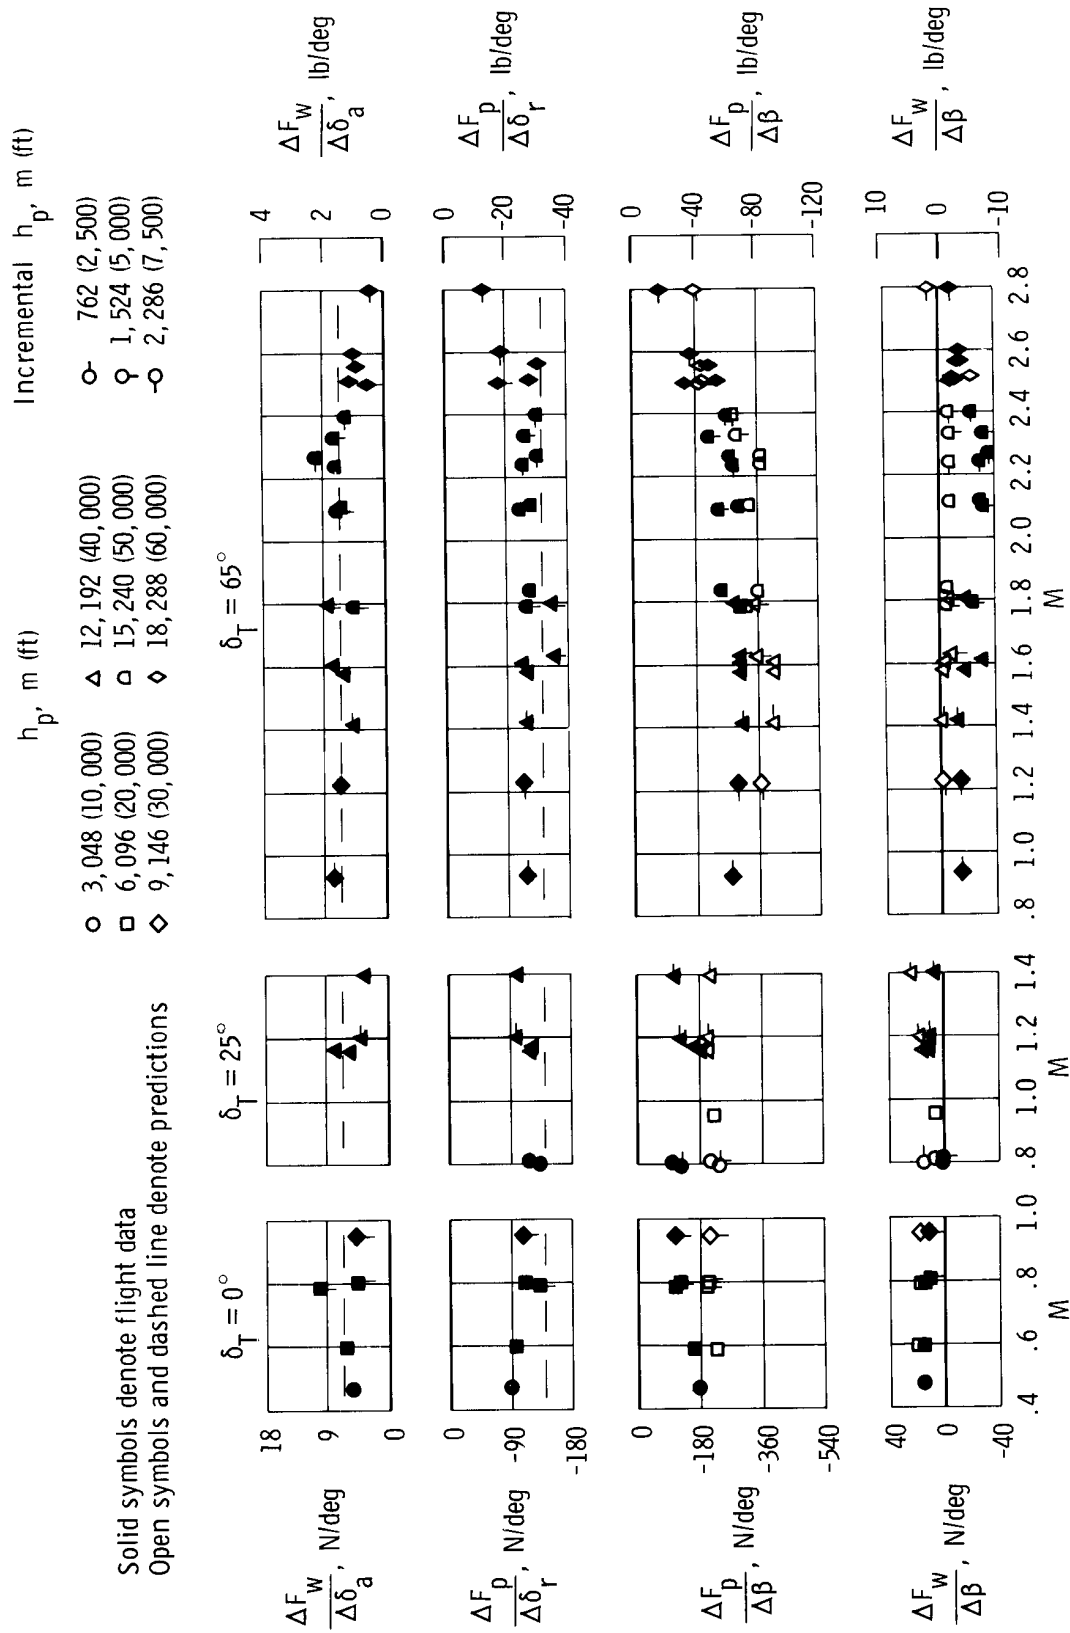 Solid symbols denote flight data
Open symbols and dashed line denote predictions
h_p, m (ft)
○ 3,048 (10,000)
□ 6,096 (20,000)
◇ 9,146 (30,000)
△ 12,192 (40,000)
⌓ 15,240 (50,000)
◇ 18,288 (60,000)
Incremental h_p, m (ft)
762 (2,500)
1,524 (5,000)
2,286 (7,500)
δ_T = 0°
δ_T = 25°
δ_T = 65°
ΔF_w/Δδ_a, N/deg
18
9
0
4
2
0
ΔF_w/Δδ_a, lb/deg
ΔF_p/Δδ_r, N/deg
0
-90
-180
0
-20
-40
ΔF_p/Δδ_r, lb/deg
ΔF_p/Δβ, N/deg
0
-180
-360
-540
0
-40
-80
-120
ΔF_p/Δβ, lb/deg
ΔF_w/Δβ, N/deg
40
0
-40
10
0
-10
ΔF_w/Δβ, lb/deg
.4 .6 .8 1.0
M
.8 1.0 1.2 1.4
M
.8 1.0 1.2 1.4 1.6 1.8 2.0 2.2 2.4 2.6 2.8
M